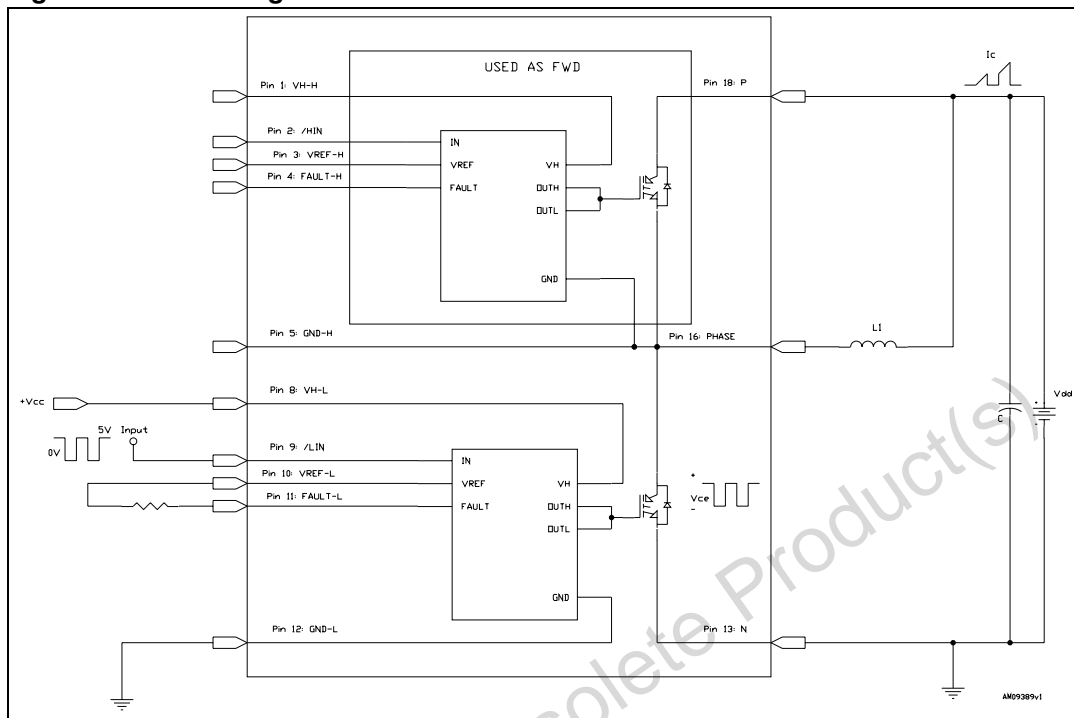 USED AS FWD
Ic
Pin 1: VH-H
Pin 18: P
Pin 2: /HIN
IN
Pin 3: VREF-H
VREF
VH
Pin 4: FAULT-H
FAULT
OUTH
OUTL
GND
Pin 5: GND-H
Pin 16: PHASE
L1
Pin 8: VH-L
+Vcc
Vdd
+
-
C
5V Input
0V
Pin 9: /LIN
IN
Pin 10: VREF-L
VREF
VH
Pin 11: FAULT-L
FAULT
OUTH
OUTL
+
Vce
-
GND
Pin 12: GND-L
Pin 13: N
AM09389v1
solete Product(s)